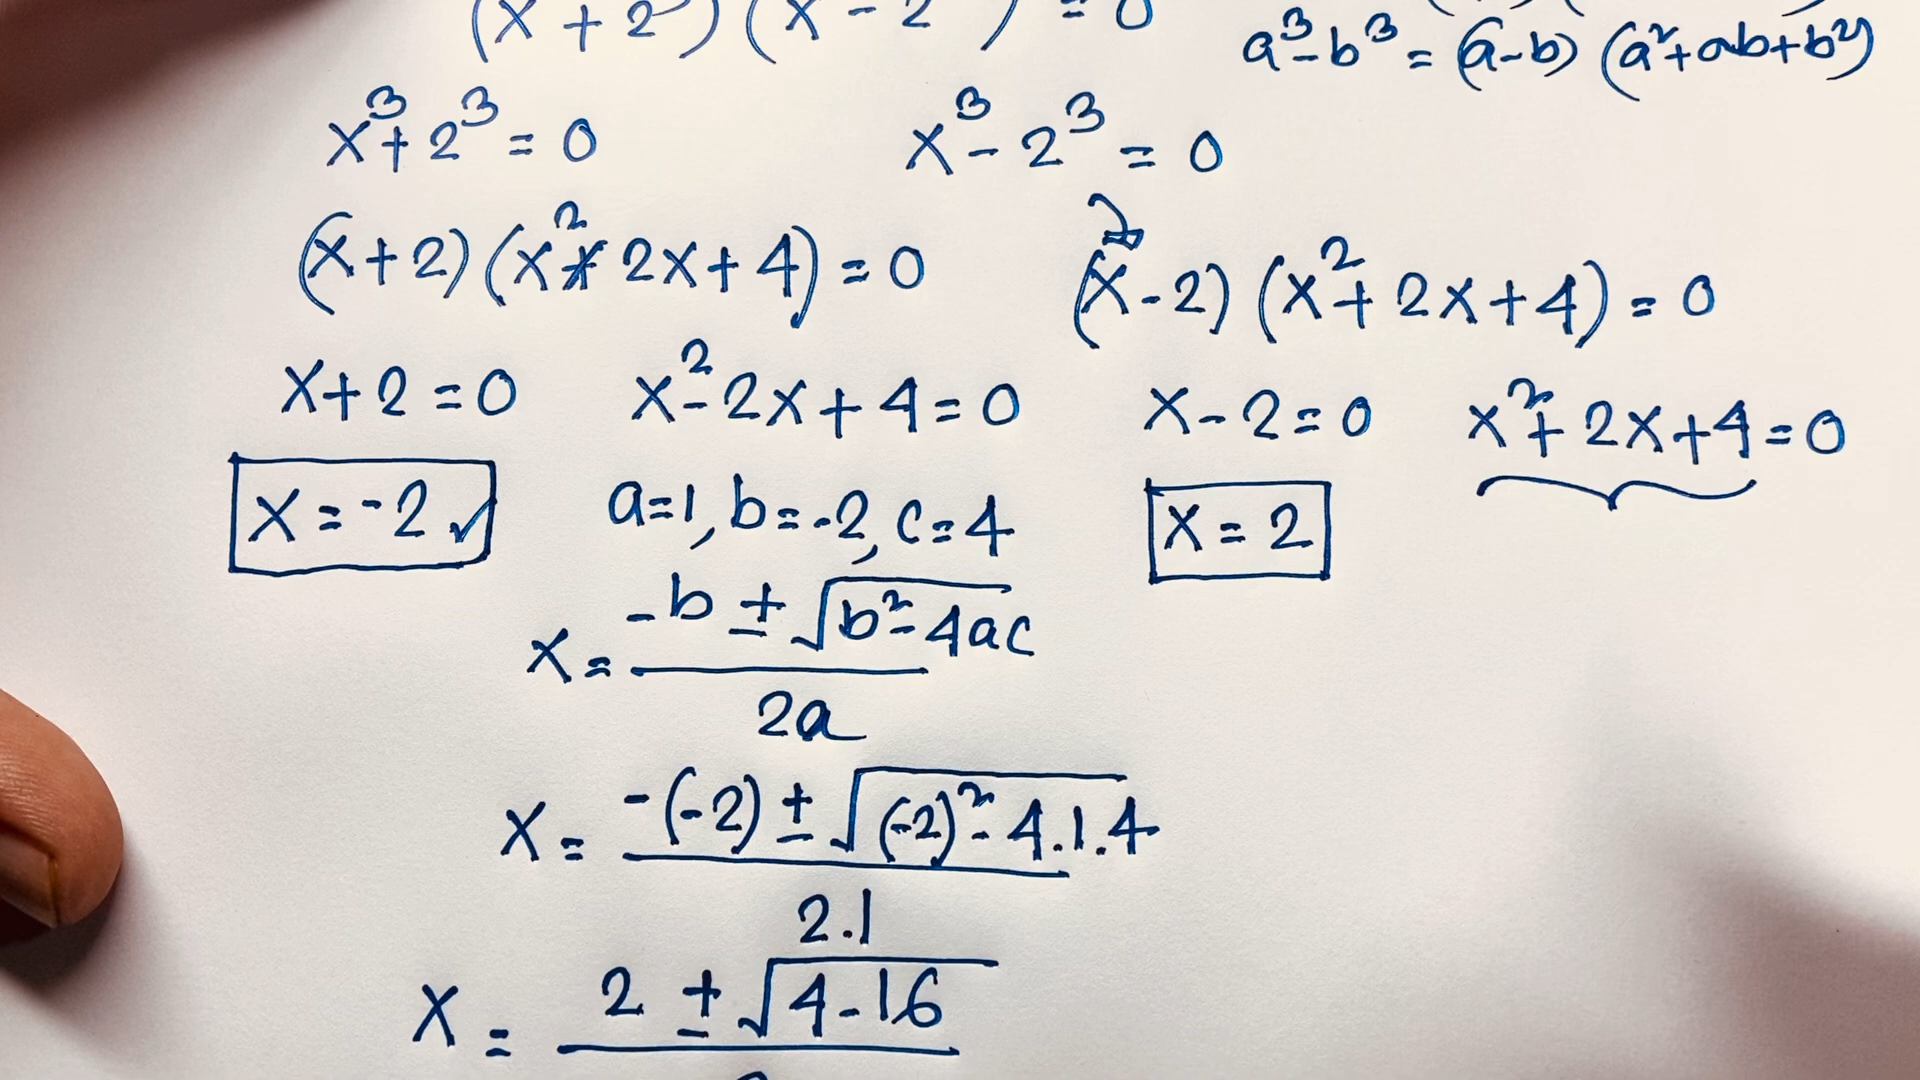 (x + 2 ) (x - 2 ) = 0
a³-b³ = (a-b) (a²+ab+b²)
x³+2³ = 0
x³-2³ = 0
(x+2)(x²-2x+4) = 0
(x-2)(x²+2x+4) = 0
x+2=0
x²-2x+4=0
x-2=0
x²+2x+4=0
x=-2✓
a=1, b=-2, c=4
x=2
x = (-b ± √(b²-4ac)) / 2a
x = (-(-2) ± √((-2)²-4.1.4)) / 2.1
x = 2 ± √(4-16)